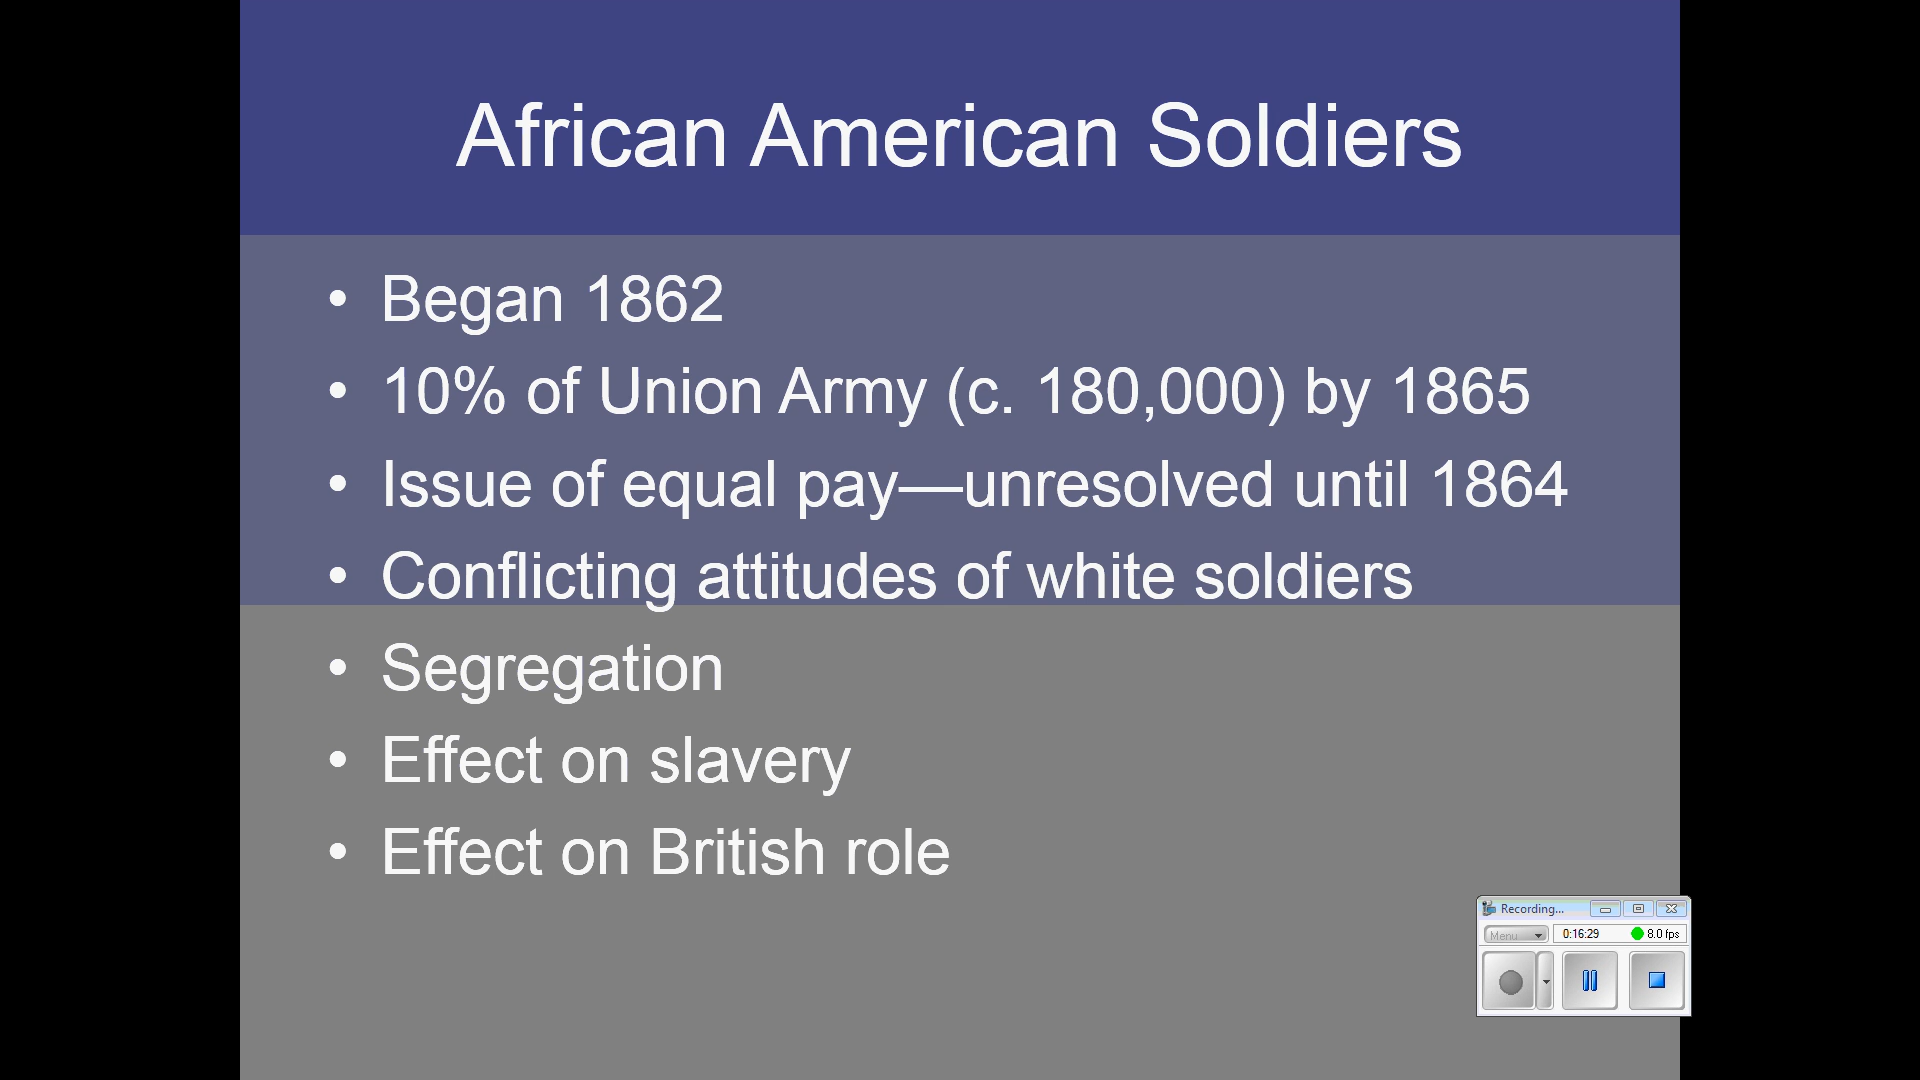 African American Soldiers
• Began 1862
• 10% of Union Army (c. 180,000) by 1865
• Issue of equal pay—unresolved until 1864
• Conflicting attitudes of white soldiers
• Segregation
• Effect on slavery
• Effect on British role
Recording...
Menu 0:16:29 8.0 fps